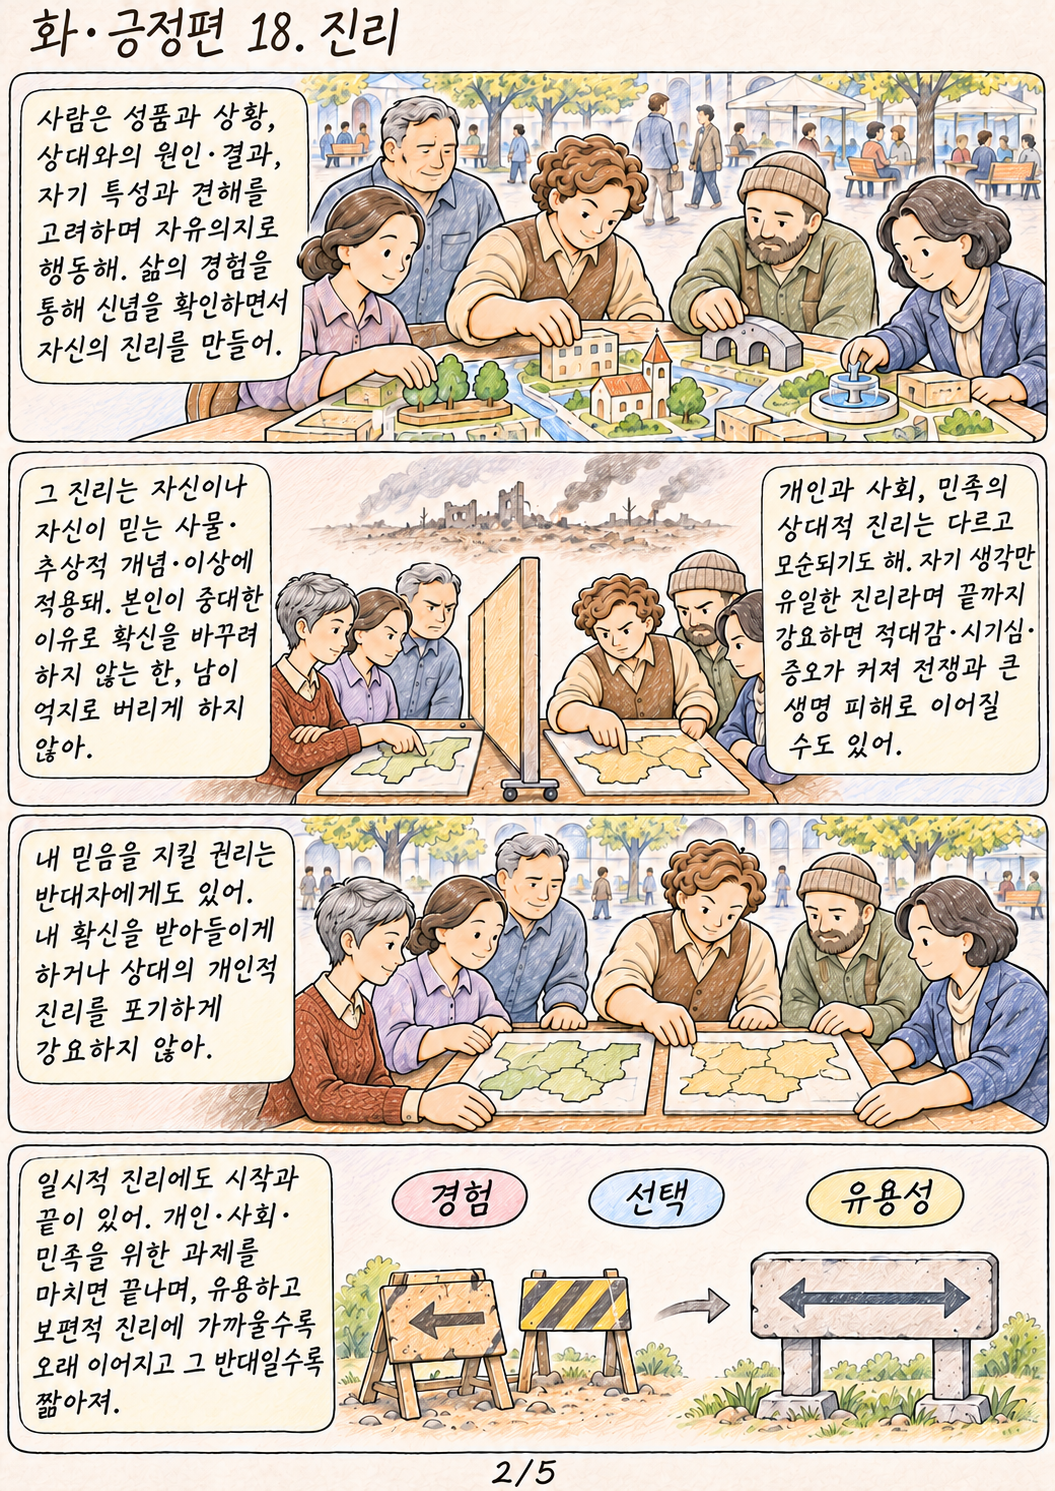 화·긍정편 18. 진리
사람은 성품과 상황,
상대와의 원인·결과,
자기 특성과 견해를
고려하며 자유의지로
행동해. 삶의 경험을
통해 신념을 확인하면서
자신의 진리를 만들어.
그 진리는 자신이나
자신이 믿는 사물·
추상적 개념·이상에
적용돼. 본인이 중대한
이유로 확신을 바꾸려
하지 않는 한, 남이
억지로 버리게 하지
않아.
개인과 사회, 민족의
상대적 진리는 다르고
모순되기도 해. 자기 생각만
유일한 진리라며 끝까지
강요하면 적대감·시기심·
증오가 커져 전쟁과 큰
생명 피해로 이어질
수도 있어.
내 믿음을 지킬 권리는
반대자에게도 있어.
내 확신을 받아들이게
하거나 상대의 개인적
진리를 포기하게
강요하지 않아.
일시적 진리에도 시작과
끝이 있어. 개인·사회·
민족을 위한 과제를
마치면 끝나며, 유용하고
보편적 진리에 가까울수록
오래 이어지고 그 반대일수록
짧아져.
경험
선택
유용성
2/5